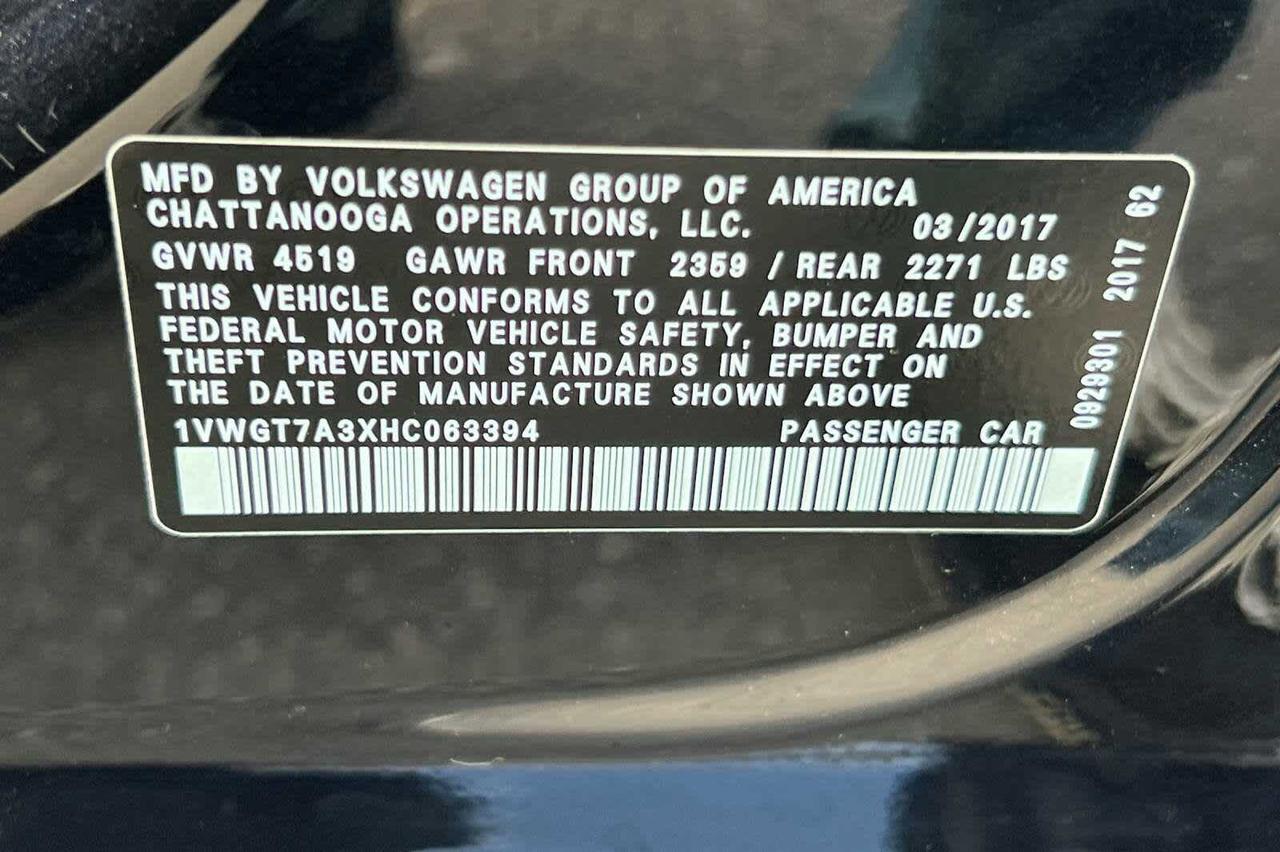 MFD BY VOLKSWAGEN GROUP OF AMERICA
CHATTANOOGA OPERATIONS, LLC. 03/2017
GVWR 4519 GAWR FRONT 2359 / REAR 2271 LBS
THIS VEHICLE CONFORMS TO ALL APPLICABLE U.S.
FEDERAL MOTOR VEHICLE SAFETY, BUMPER AND
THEFT PREVENTION STANDARDS IN EFFECT ON
THE DATE OF MANUFACTURE SHOWN ABOVE
1VWGT7A3XHC063394 PASSENGER CAR
0929301 2017 62